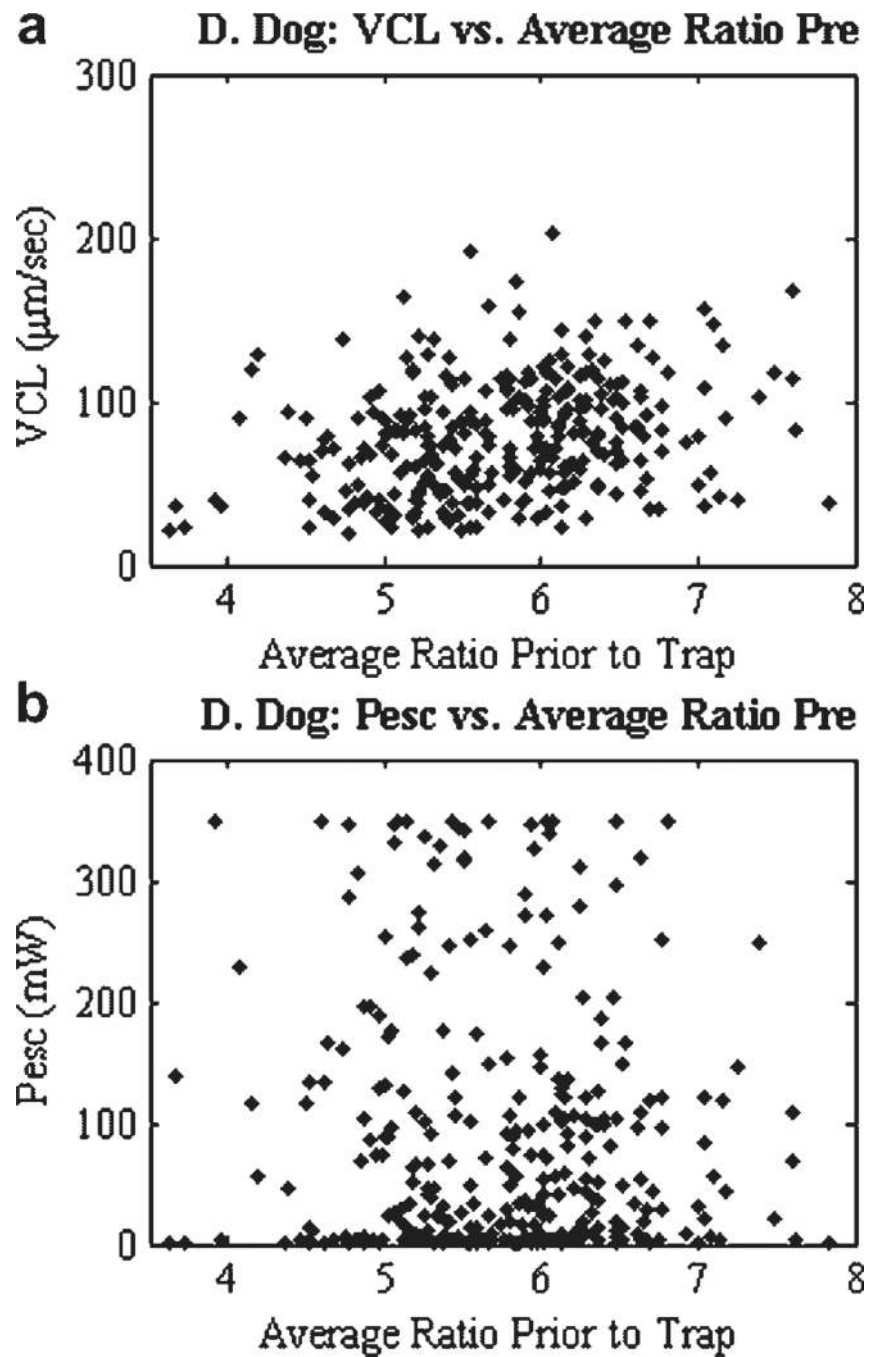 a
D. Dog: VCL vs. Average Ratio Pre
300
200
100
0
VCL (μm/sec)
4 5 6 7 8
Average Ratio Prior to Trap
b
D. Dog: Pesc vs. Average Ratio Pre
400
300
200
100
0
Pesc (mW)
4 5 6 7 8
Average Ratio Prior to Trap